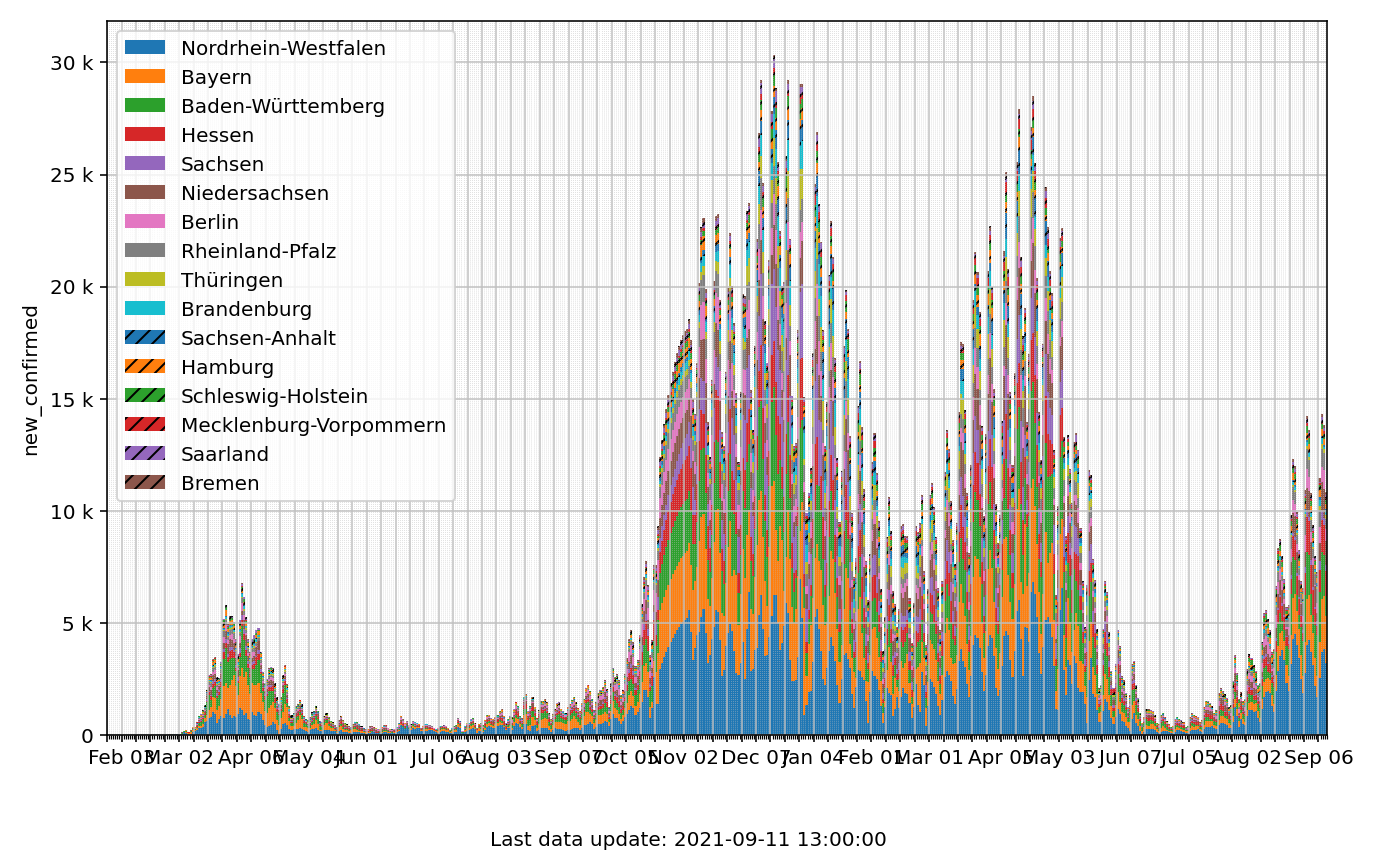 30 k
25 k
20 k
15 k
10 k
5 k
0
new_confirmed
Nordrhein-Westfalen
Bayern
Baden-Württemberg
Hessen
Sachsen
Niedersachsen
Berlin
Rheinland-Pfalz
Thüringen
Brandenburg
Sachsen-Anhalt
Hamburg
Schleswig-Holstein
Mecklenburg-Vorpommern
Saarland
Bremen
Feb 03 Mar 02 Apr 06 May 04 Jun 01 Jul 06 Aug 03 Sep 07 Oct 05 Nov 02 Dec 07 Jan 04 Feb 01 Mar 01 Apr 05 May 03 Jun 07 Jul 05 Aug 02 Sep 06
Last data update: 2021-09-11 13:00:00